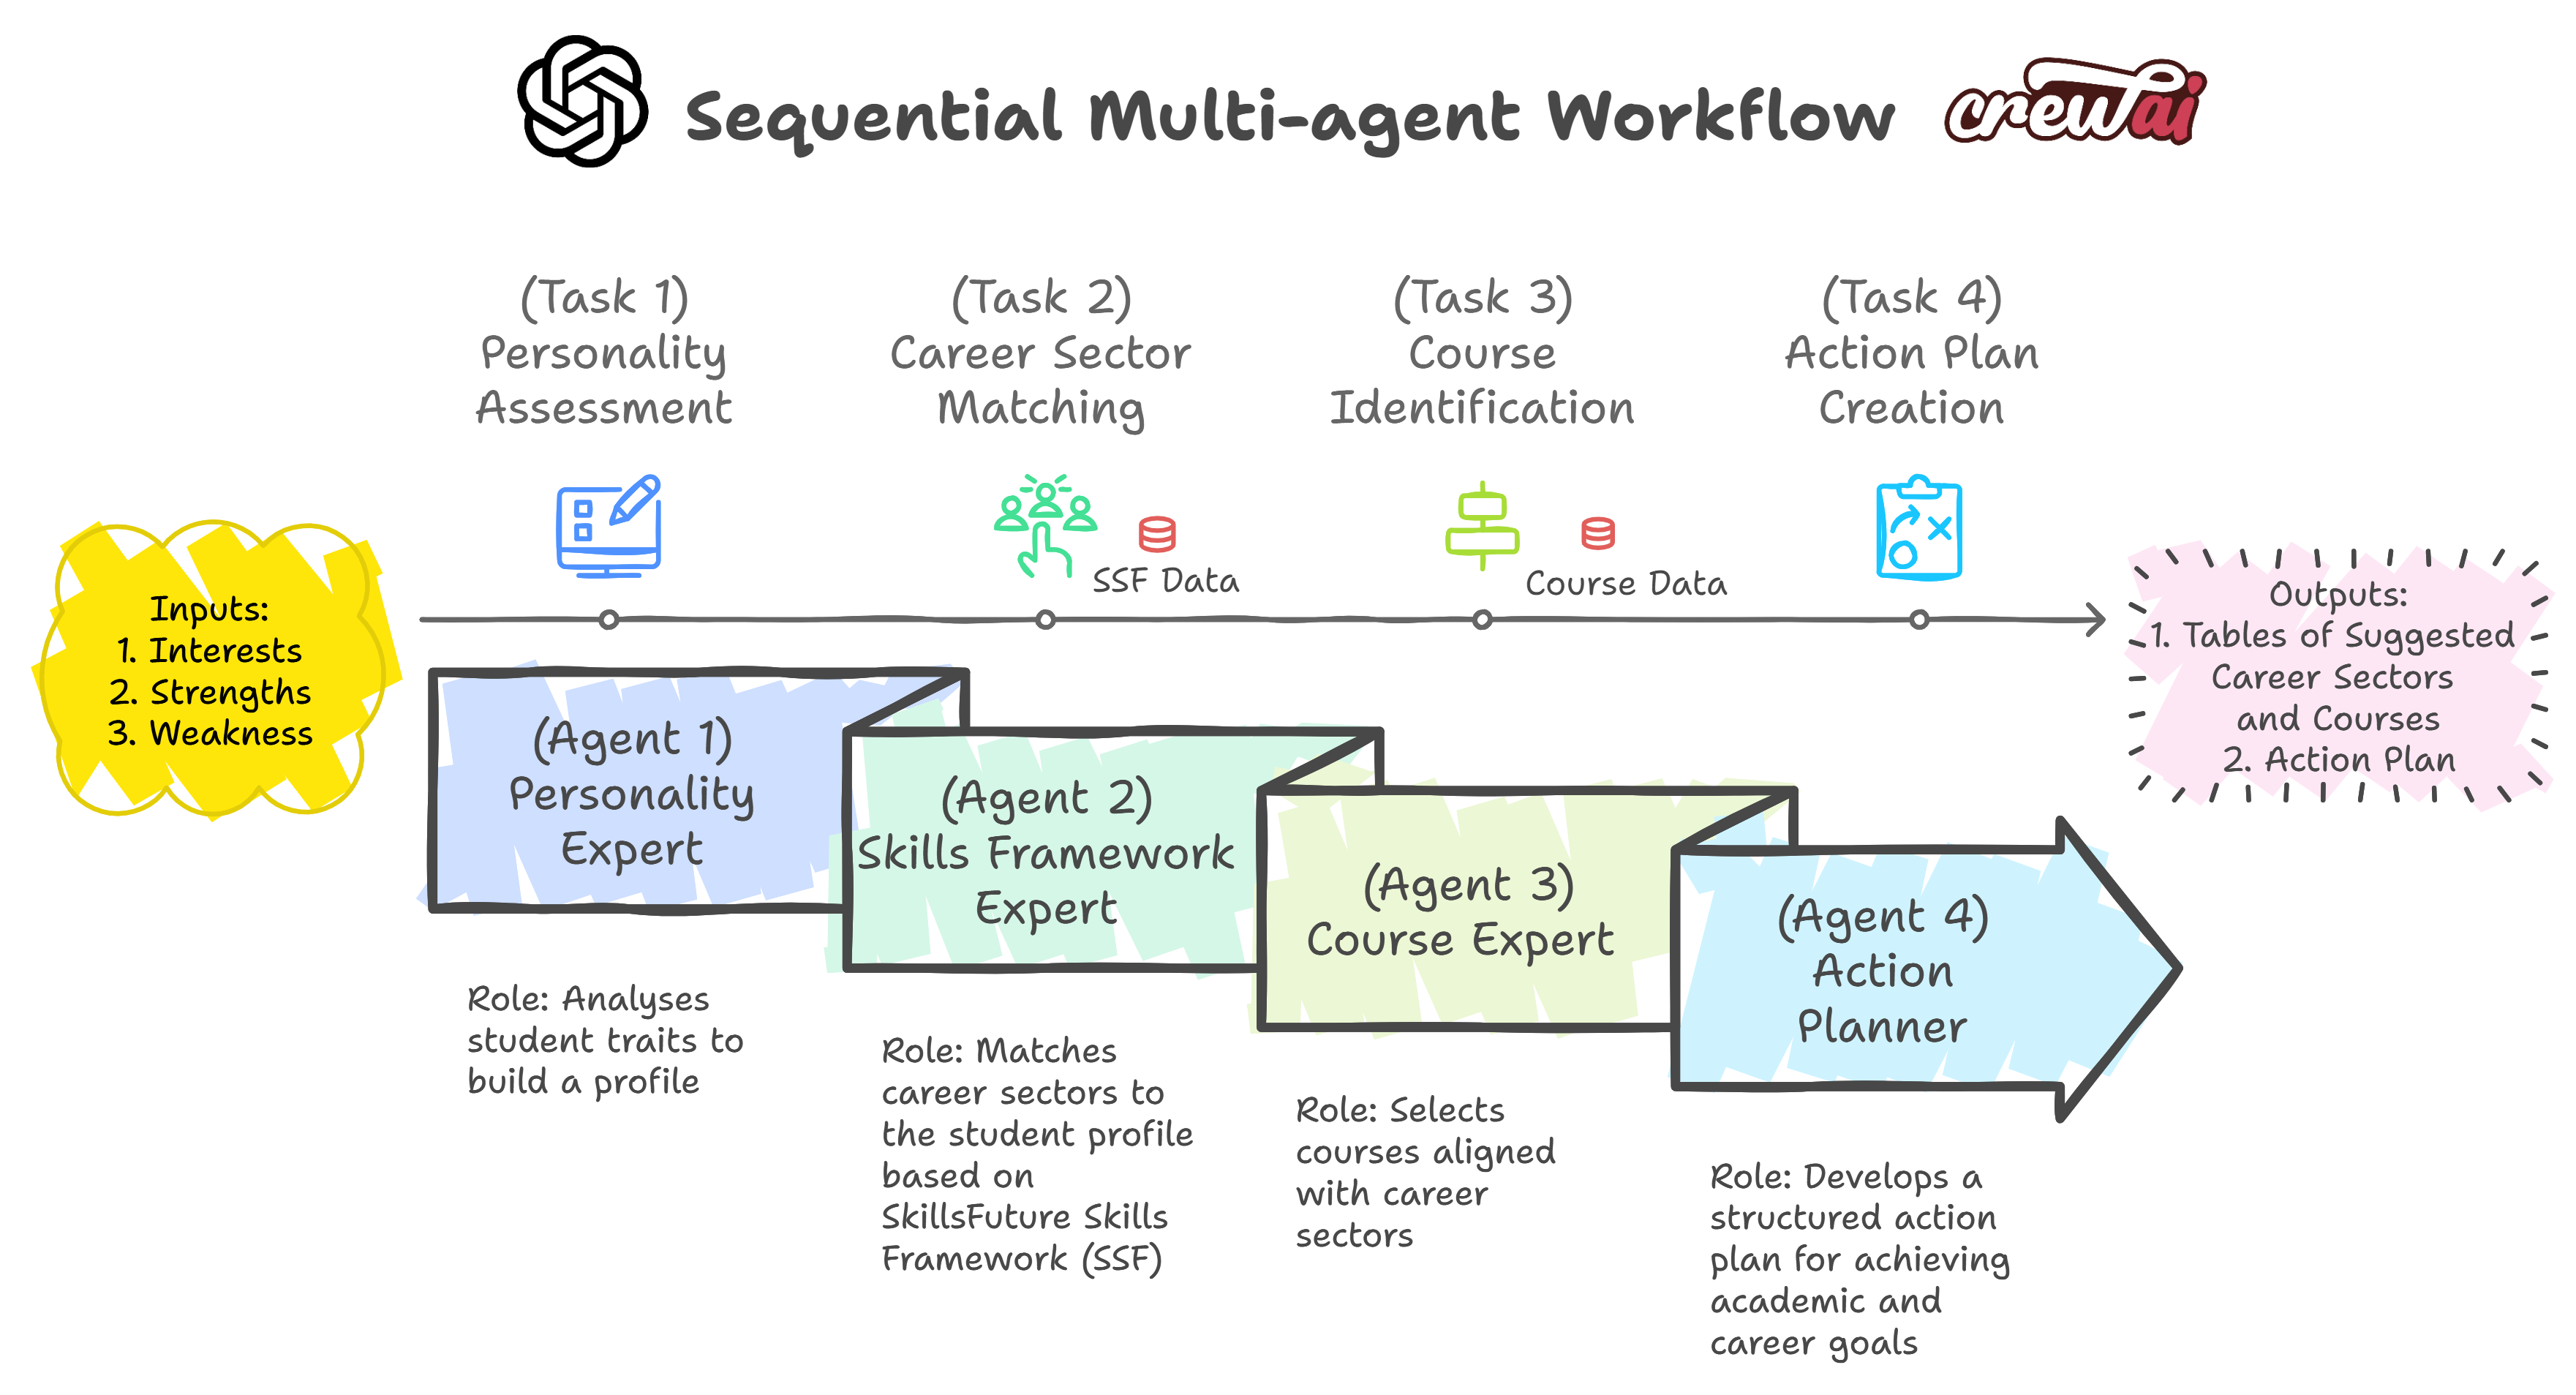 Sequential Multi-agent Workflow
crewai
(Task 1)
Personality
Assessment
(Task 2)
Career Sector
Matching
(Task 3)
Course
Identification
(Task 4)
Action Plan
Creation
SSF Data
Course Data
Inputs:
1. Interests
2. Strengths
3. Weakness
Outputs:
1. Tables of Suggested
Career Sectors
and Courses
2. Action Plan
(Agent 1)
Personality
Expert
(Agent 2)
Skills Framework
Expert
(Agent 3)
Course Expert
(Agent 4)
Action
Planner
Role: Analyses
student traits to
build a profile
Role: Matches
career sectors to
the student profile
based on
SkillsFuture Skills
Framework (SSF)
Role: Selects
courses aligned
with career
sectors
Role: Develops a
structured action
plan for achieving
academic and
career goals